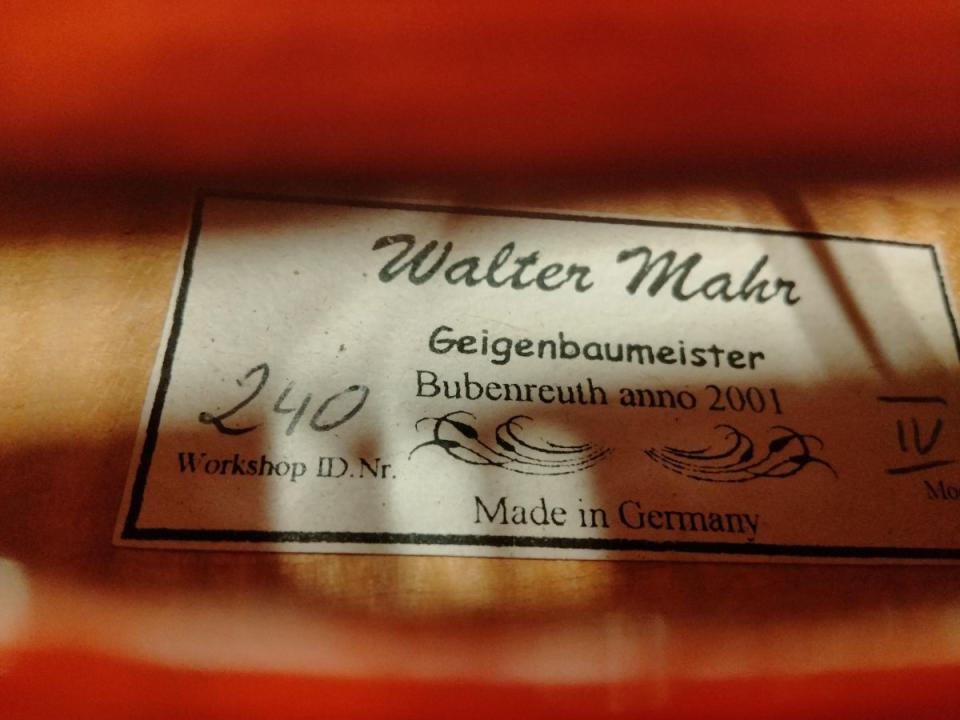 Walter Mahr
Geigenbaumeister
Bubenreuth anno 2001
240
IV
Workshop ID.Nr.
Made in Germany